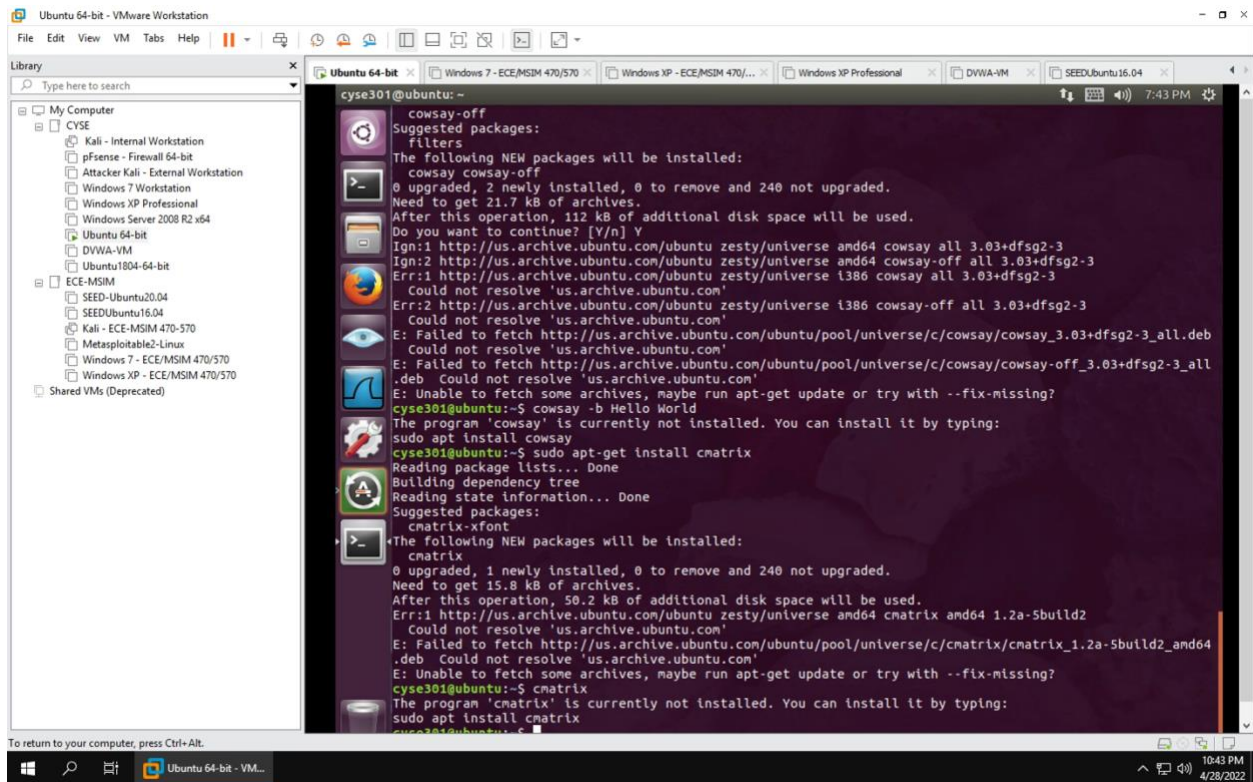 Ubuntu 64-bit - VMware Workstation
File Edit View VM Tabs Help
Library
Type here to search
My Computer
CYSE
Kali - Internal Workstation
pFsense - Firewall 64-bit
Attacker Kali - External Workstation
Windows 7 Workstation
Windows XP Professional
Windows Server 2008 R2 x64
Ubuntu 64-bit
DVWA-VM
Ubuntu1804-64-bit
ECE-MSIM
SEED-Ubuntu20.04
SEEDUbuntu16.04
Kali - ECE-MSIM 470-570
Metasploitable2-Linux
Windows 7 - ECE/MSIM 470/570
Windows XP - ECE/MSIM 470/570
Shared VMs (Deprecated)
Ubuntu 64-bit Windows 7 - ECE/MSIM 470/570 Windows XP - ECE/MSIM 470/... Windows XP Professional DVWA-VM SEEDUbuntu16.04
cyse301@ubuntu: ~ 7:43 PM
cowsay-off
Suggested packages:
filters
The following NEW packages will be installed:
cowsay cowsay-off
0 upgraded, 2 newly installed, 0 to remove and 240 not upgraded.
Need to get 21.7 kB of archives.
After this operation, 112 kB of additional disk space will be used.
Do you want to continue? [Y/n] Y
Ign:1 http://us.archive.ubuntu.com/ubuntu zesty/universe amd64 cowsay all 3.03+dfsg2-3
Ign:2 http://us.archive.ubuntu.com/ubuntu zesty/universe amd64 cowsay-off all 3.03+dfsg2-3
Err:1 http://us.archive.ubuntu.com/ubuntu zesty/universe i386 cowsay all 3.03+dfsg2-3
Could not resolve 'us.archive.ubuntu.com'
Err:2 http://us.archive.ubuntu.com/ubuntu zesty/universe i386 cowsay-off all 3.03+dfsg2-3
Could not resolve 'us.archive.ubuntu.com'
E: Failed to fetch http://us.archive.ubuntu.com/ubuntu/pool/universe/c/cowsay/cowsay_3.03+dfsg2-3_all.deb
Could not resolve 'us.archive.ubuntu.com'
E: Failed to fetch http://us.archive.ubuntu.com/ubuntu/pool/universe/c/cowsay/cowsay-off_3.03+dfsg2-3_all
.deb Could not resolve 'us.archive.ubuntu.com'
E: Unable to fetch some archives, maybe run apt-get update or try with --fix-missing?
cyse301@ubuntu:~$ cowsay -b Hello World
The program 'cowsay' is currently not installed. You can install it by typing:
sudo apt install cowsay
cyse301@ubuntu:~$ sudo apt-get install cmatrix
Reading package lists... Done
Building dependency tree
Reading state information... Done
Suggested packages:
cmatrix-xfont
The following NEW packages will be installed:
cmatrix
0 upgraded, 1 newly installed, 0 to remove and 240 not upgraded.
Need to get 15.8 kB of archives.
After this operation, 50.2 kB of additional disk space will be used.
Err:1 http://us.archive.ubuntu.com/ubuntu zesty/universe amd64 cmatrix amd64 1.2a-5build2
Could not resolve 'us.archive.ubuntu.com'
E: Failed to fetch http://us.archive.ubuntu.com/ubuntu/pool/universe/c/cmatrix/cmatrix_1.2a-5build2_amd64
.deb Could not resolve 'us.archive.ubuntu.com'
E: Unable to fetch some archives, maybe run apt-get update or try with --fix-missing?
cyse301@ubuntu:~$ cmatrix
The program 'cmatrix' is currently not installed. You can install it by typing:
sudo apt install cmatrix
cyse301@ubuntu:~$
To return to your computer, press Ctrl+Alt.
Ubuntu 64-bit - VM...
10:43 PM
4/28/2022